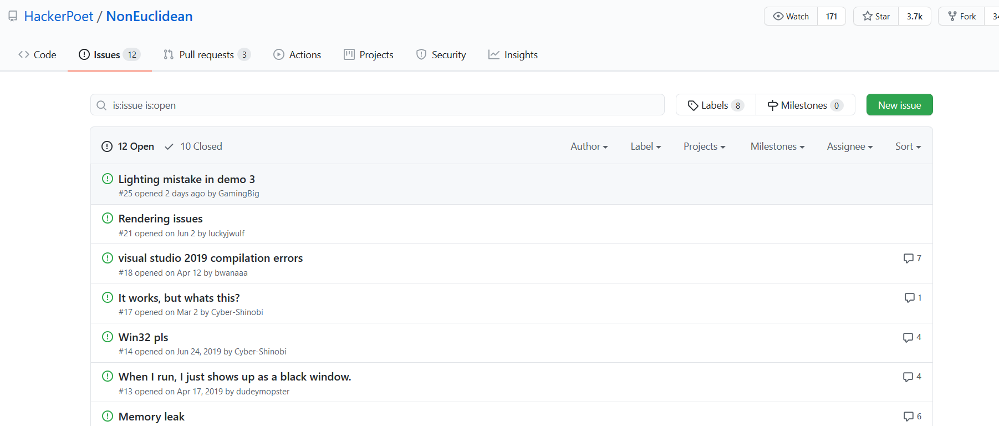 HackerPoet / NonEuclidean
Watch 171 Star 3.7k Fork
Code Issues 12 Pull requests 3 Actions Projects Security Insights
is:issue is:open
Labels 8 Milestones 0 New issue
12 Open 10 Closed Author Label Projects Milestones Assignee Sort
Lighting mistake in demo 3
#25 opened 2 days ago by GamingBig
Rendering issues
#21 opened on Jun 2 by luckyjwulf
visual studio 2019 compilation errors 7
#18 opened on Apr 12 by bwanaaa
It works, but whats this? 1
#17 opened on Mar 2 by Cyber-Shinobi
Win32 pls 4
#14 opened on Jun 24, 2019 by Cyber-Shinobi
When I run, I just shows up as a black window. 4
#13 opened on Apr 17, 2019 by dudeymopster
Memory leak 6